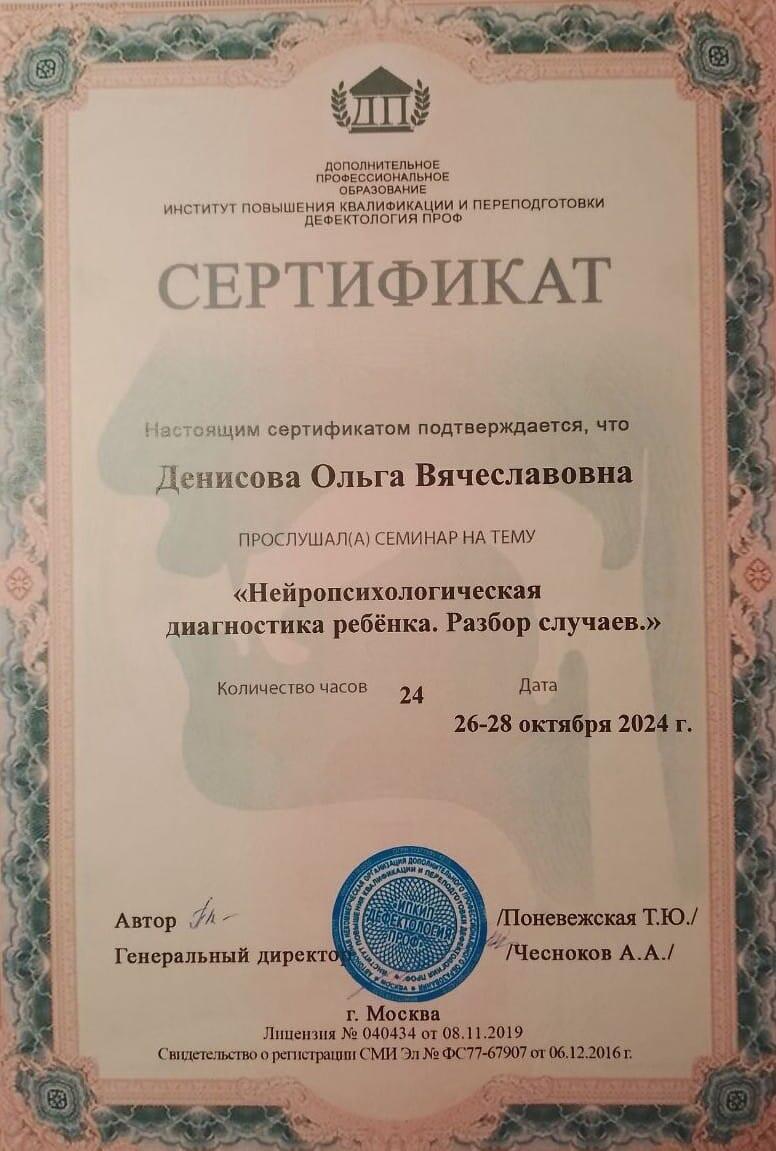 ДП
ДОПОЛНИТЕЛЬНОЕ
ПРОФЕССИОНАЛЬНОЕ
ОБРАЗОВАНИЕ
ИНСТИТУТ ПОВЫШЕНИЯ КВАЛИФИКАЦИИ И ПЕРЕПОДГОТОВКИ
ДЕФЕКТОЛОГИЯ ПРОФ
СЕРТИФИКАТ
Настоящим сертификатом подтверждается, что
Денисова Ольга Вячеславовна
ПРОСЛУШАЛ(А) СЕМИНАР НА ТЕМУ
«Нейропсихологическая
диагностика ребёнка. Разбор случаев.»
Количество часов 24 Дата
26-28 октября 2024 г.
Автор /Поневежская Т.Ю./
Генеральный директор /Чесноков А.А./
ИПКИП
ДЕФЕКТОЛОГИЯ
ПРОФ
г. Москва
Лицензия № 040434 от 08.11.2019
Свидетельство о регистрации СМИ Эл № ФС77-67907 от 06.12.2016 г.